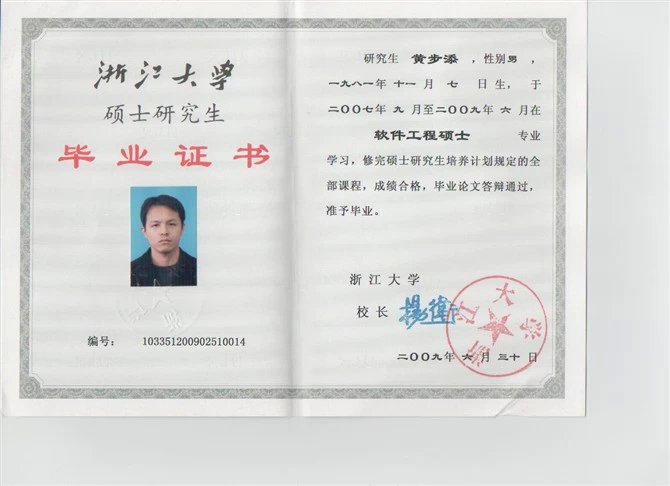 浙江大学
硕士研究生
毕业证书
编号： 103351200902510014
研究生 黄步添 ，性别男，
一九八一年 十一 月 七 日生，于
二〇〇七年 九 月至二〇〇九年 六 月在
软件工程硕士 专业
学习，修完硕士研究生培养计划规定的全
部课程，成绩合格，毕业论文答辩通过，
准予毕业。
浙江大学
校长 杨卫
二〇〇九年 六 月 三十 日
浙江大学